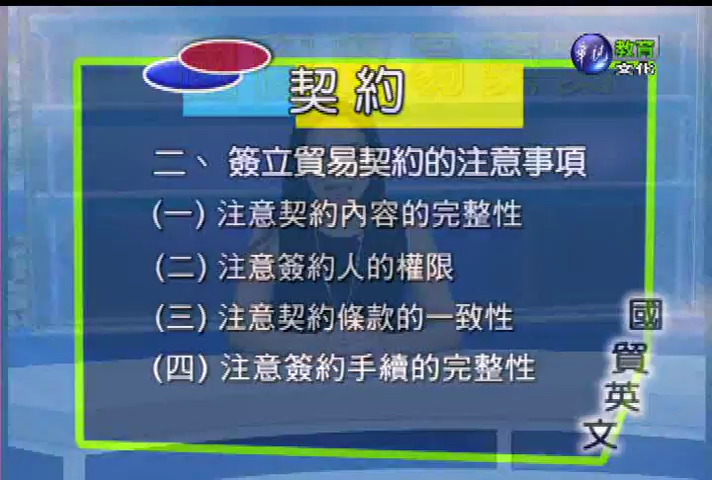 華視
教育
文化
契約
二、簽立貿易契約的注意事項
(一)注意契約內容的完整性
(二)注意簽約人的權限
(三)注意契約條款的一致性
(四)注意簽約手續的完整性
國貿英文